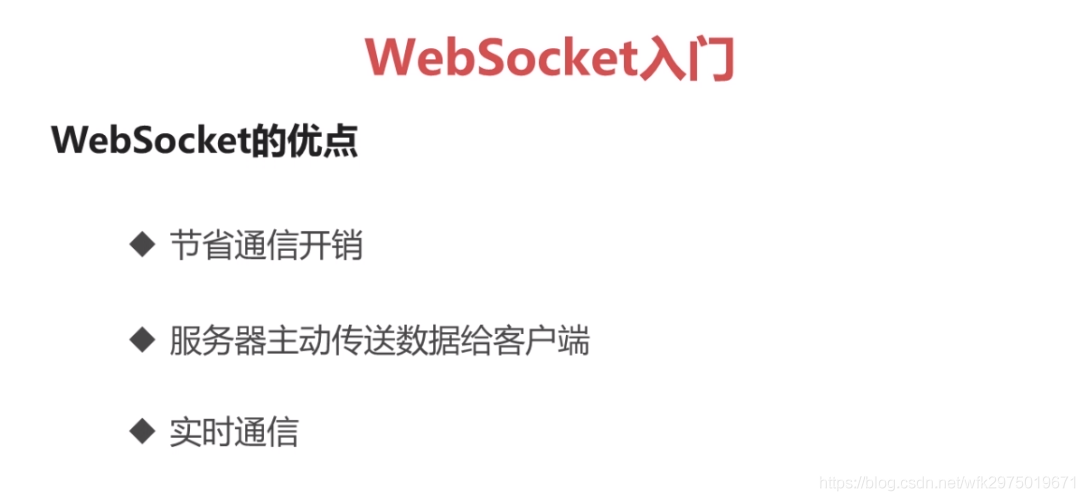 WebSocket入门
WebSocket的优点
◆ 节省通信开销
◆ 服务器主动传送数据给客户端
◆ 实时通信
https://blog.csdn.net/wfk2975019671